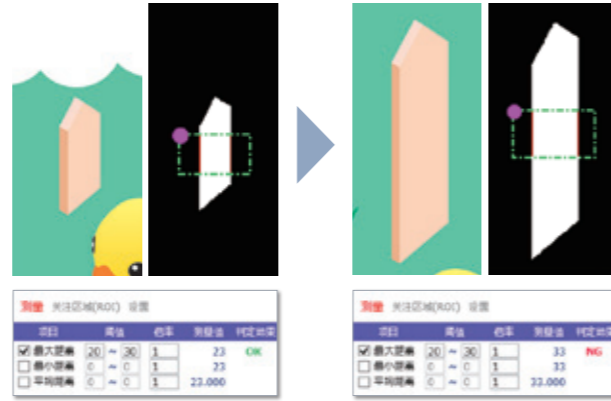 测量 关注区域(ROI) 设置
项目 阈值 倍率 测量值 判定结果
最大距离 20 ~ 30 1 23 OK
最小距离 0 ~ 0 1 23
平均距离 0 ~ 0 1 23.000
测量 关注区域(ROI) 设置
项目 阈值 倍率 测量值 判定结果
最大距离 20 ~ 30 1 33 NG
最小距离 0 ~ 0 1 33
平均距离 0 ~ 0 1 33.000